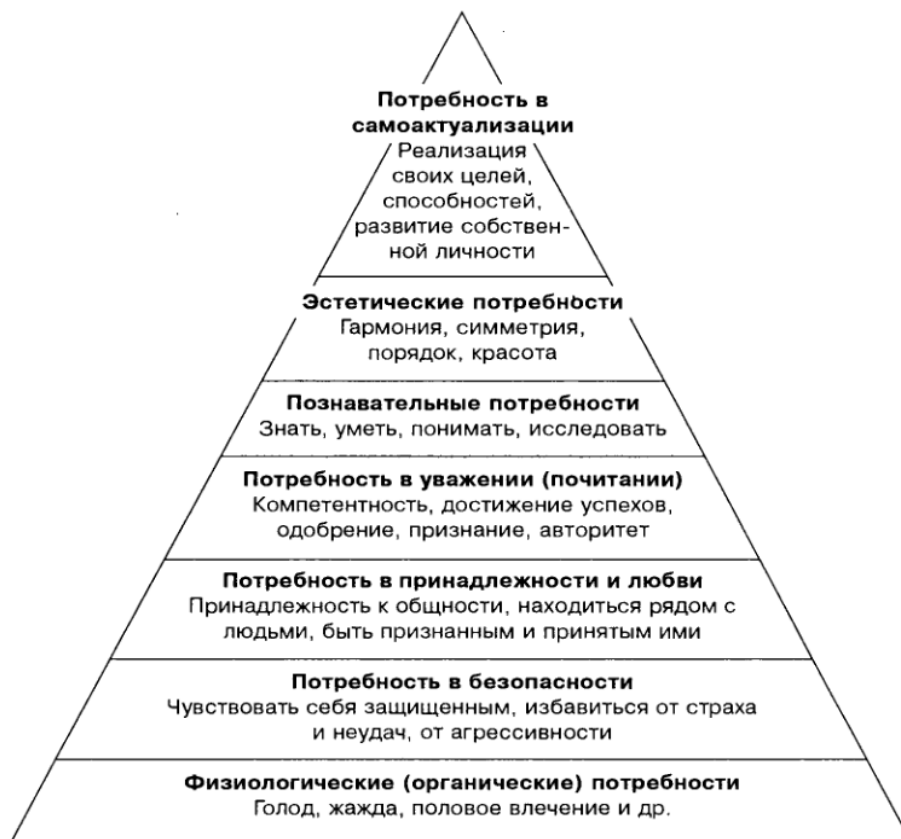 Потребность в
самоактуализации
Реализация
своих целей,
способностей,
развитие собствен-
ной личности
Эстетические потребности
Гармония, симметрия,
порядок, красота
Познавательные потребности
Знать, уметь, понимать, исследовать
Потребность в уважении (почитании)
Компетентность, достижение успехов,
одобрение, признание, авторитет
Потребность в принадлежности и любви
Принадлежность к общности, находиться рядом с
людьми, быть признанным и принятым ими
Потребность в безопасности
Чувствовать себя защищенным, избавиться от страха
и неудач, от агрессивности
Физиологические (органические) потребности
Голод, жажда, половое влечение и др.